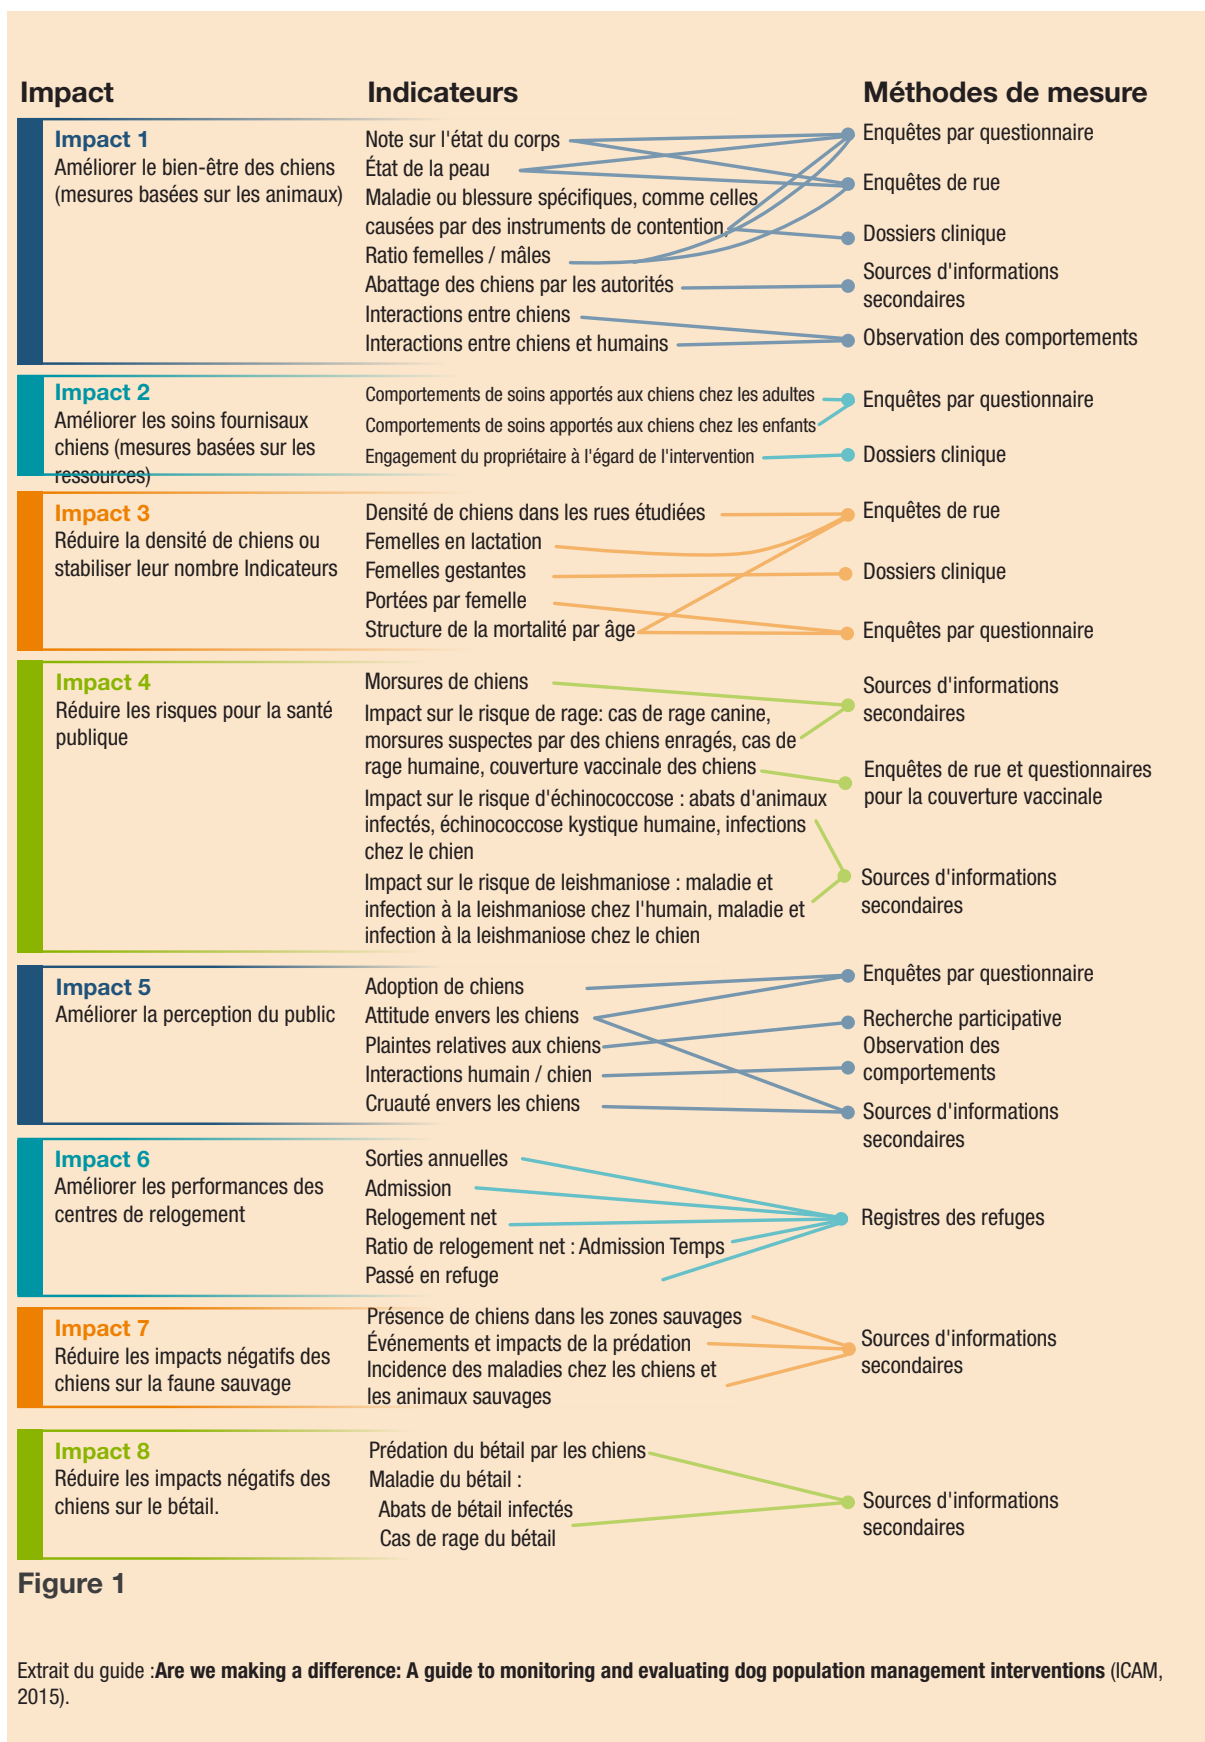 Impact
Indicateurs
Méthodes de mesure
Impact 1
Améliorer le bien-être des chiens
(mesures basées sur les animaux)
Note sur l'état du corps
État de la peau
Maladie ou blessure spécifiques, comme celles
causées par des instruments de contention,
Ratio femelles / mâles
Abattage des chiens par les autorités
Interactions entre chiens
Interactions entre chiens et humains
Enquêtes par questionnaire
Enquêtes de rue
Dossiers clinique
Sources d'informations
secondaires
Observation des comportements
Impact 2
Améliorer les soins fournisaux
chiens (mesures basées sur les
ressources)
Comportements de soins apportés aux chiens chez les adultes
Comportements de soins apportés aux chiens chez les enfants
Engagement du propriétaire à l'égard de l'intervention
Enquêtes par questionnaire
Dossiers clinique
Impact 3
Réduire la densité de chiens ou
stabiliser leur nombre Indicateurs
Densité de chiens dans les rues étudiées
Femelles en lactation
Femelles gestantes
Portées par femelle
Structure de la mortalité par âge
Enquêtes de rue
Dossiers clinique
Enquêtes par questionnaire
Impact 4
Réduire les risques pour la santé
publique
Morsures de chiens
Impact sur le risque de rage: cas de rage canine,
morsures suspectes par des chiens enragés, cas de
rage humaine, couverture vaccinale des chiens
Impact sur le risque d'échinococcose : abats d'animaux
infectés, échinococcose kystique humaine, infections
chez le chien
Impact sur le risque de leishmaniose : maladie et
infection à la leishmaniose chez l'humain, maladie et
infection à la leishmaniose chez le chien
Sources d'informations
secondaires
Enquêtes de rue et questionnaires
pour la couverture vaccinale
Sources d'informations
secondaires
Impact 5
Améliorer la perception du public
Adoption de chiens
Attitude envers les chiens
Plaintes relatives aux chiens
Interactions humain / chien
Cruauté envers les chiens
Enquêtes par questionnaire
Recherche participative
Observation des
comportements
Sources d'informations
secondaires
Impact 6
Améliorer les performances des
centres de relogement
Sorties annuelles
Admission
Relogement net
Ratio de relogement net : Admission Temps
Passé en refuge
Registres des refuges
Impact 7
Réduire les impacts négatifs des
chiens sur la faune sauvage
Présence de chiens dans les zones sauvages
Événements et impacts de la prédation
Incidence des maladies chez les chiens et
les animaux sauvages
Sources d'informations
secondaires
Impact 8
Réduire les impacts négatifs des
chiens sur le bétail.
Prédation du bétail par les chiens
Maladie du bétail :
Abats de bétail infectés
Cas de rage du bétail
Sources d'informations
secondaires
Figure 1
Extrait du guide :Are we making a difference: A guide to monitoring and evaluating dog population management interventions (ICAM,
2015).